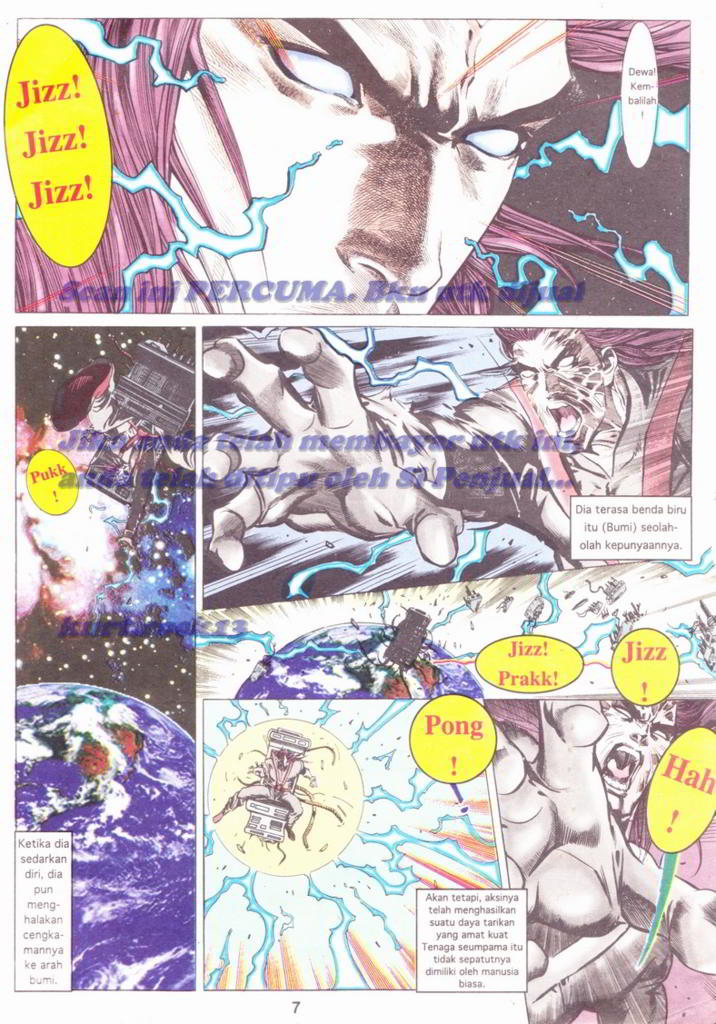 Jizz!
Jizz!
Jizz!
Dewa!
Kem-
balilah
!
Scan ini PERCUMA. Bkn utk dijual
Jika anda telah membayar utk ini,
anda telah ditipu oleh Si Penjual...
Pukk
!
Dia terasa benda biru
itu (Bumi) seolah-
olah kepunyaannya.
Jizz!
Prakk!
Jizz
!
Pong
!
Hah
!
Ketika dia
sedarkan
diri, dia
pun
meng-
halakan
cengka-
mannya
ke arah
bumi.
Akan tetapi, aksinya
telah menghasilkan
suatu daya tarikan
yang amat kuat
Tenaga seumpama itu
tidak sepatutnya
dimiliki oleh manusia
biasa.
7